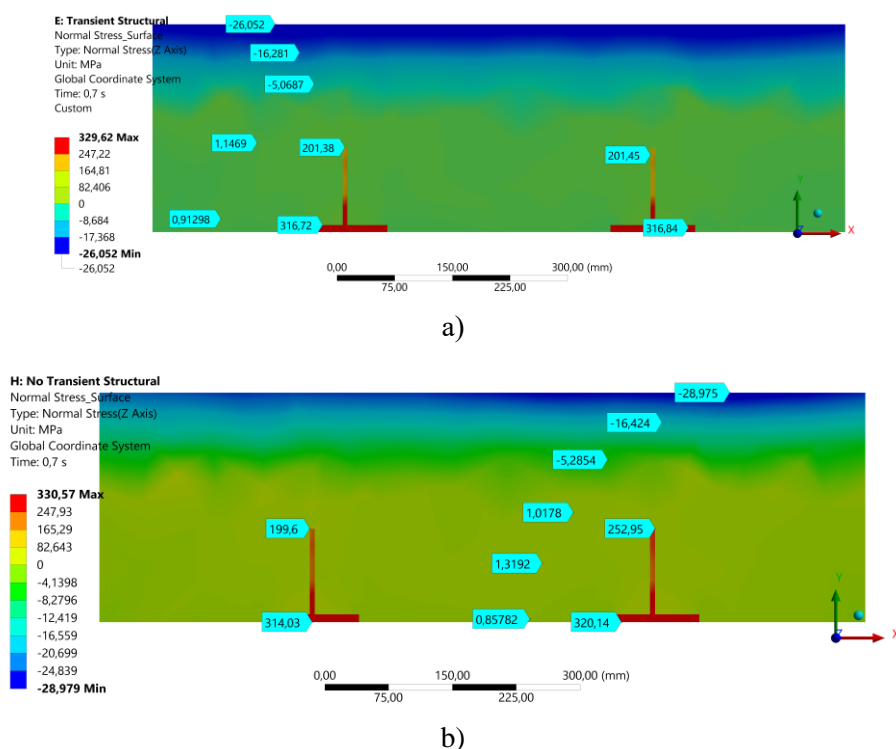 E: Transient Structural
Normal Stress_Surface
Type: Normal Stress(Z Axis)
Unit: MPa
Global Coordinate System
Time: 0,7 s
Custom
329,62 Max
247,22
164,81
82,406
0
-8,684
-17,368
-26,052 Min
-26,052
-26,052
-16,281
-5,0687
1,1469
201,38
201,45
0,91298
316,72
316,84
Y
Z
X
0,00 150,00 300,00 (mm)
75,00 225,00
a)
H: No Transient Structural
Normal Stress_Surface
Type: Normal Stress(Z Axis)
Unit: MPa
Global Coordinate System
Time: 0,7 s
330,57 Max
247,93
165,29
82,643
0
-4,1398
-8,2796
-12,419
-16,559
-20,699
-24,839
-28,979 Min
-28,975
-16,424
-5,2854
1,0178
199,6
252,95
1,3192
314,03
0,85782
320,14
Y
Z
X
0,00 150,00 300,00 (mm)
75,00 225,00
b)